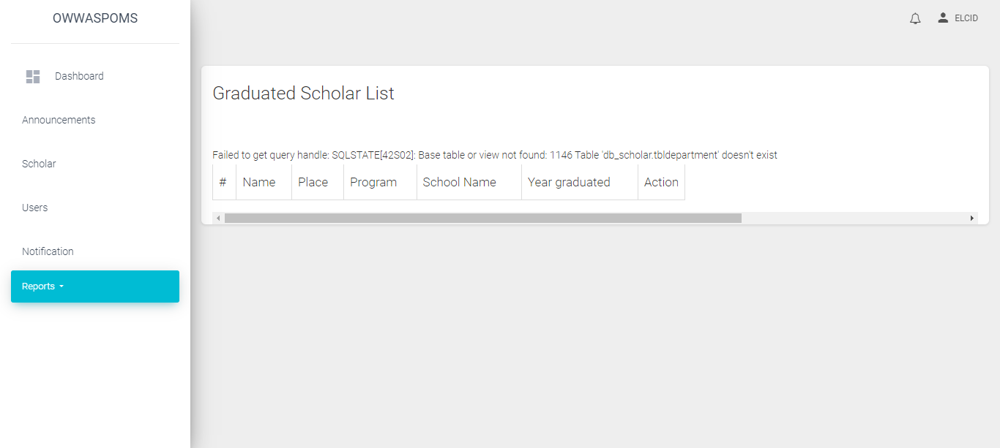 OWWASPOMS
ELCID
Dashboard
Announcements
Scholar
Users
Notification
Reports
Graduated Scholar List
Failed to get query handle: SQLSTATE[42S02]: Base table or view not found: 1146 Table 'db_scholar.tbldepartment' doesn't exist
# Name Place Program School Name Year graduated Action